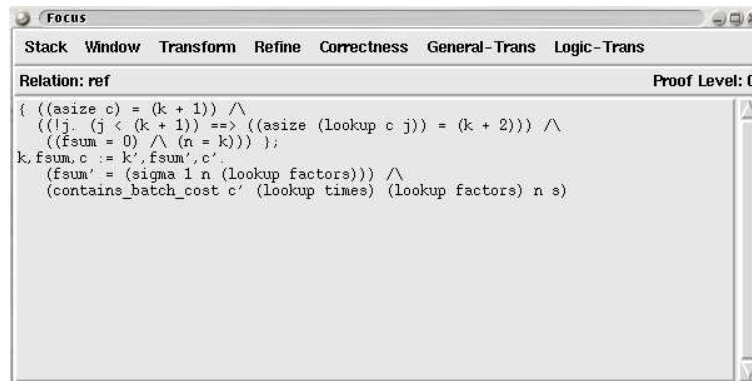 Focus
Stack Window Transform Refine Correctness General-Trans Logic-Trans
Relation: ref Proof Level: 0
{ ((asize c) = (k + 1)) /\
((!j. (j < (k + 1)) ==> ((asize (lookup c j)) = (k + 2))) /\
((fsum = 0) /\ (n = k))) };
k,fsum,c := k',fsum',c'.
(fsum' = (sigma 1 n (lookup factors))) /\
(contains_batch_cost c' (lookup times) (lookup factors) n s)